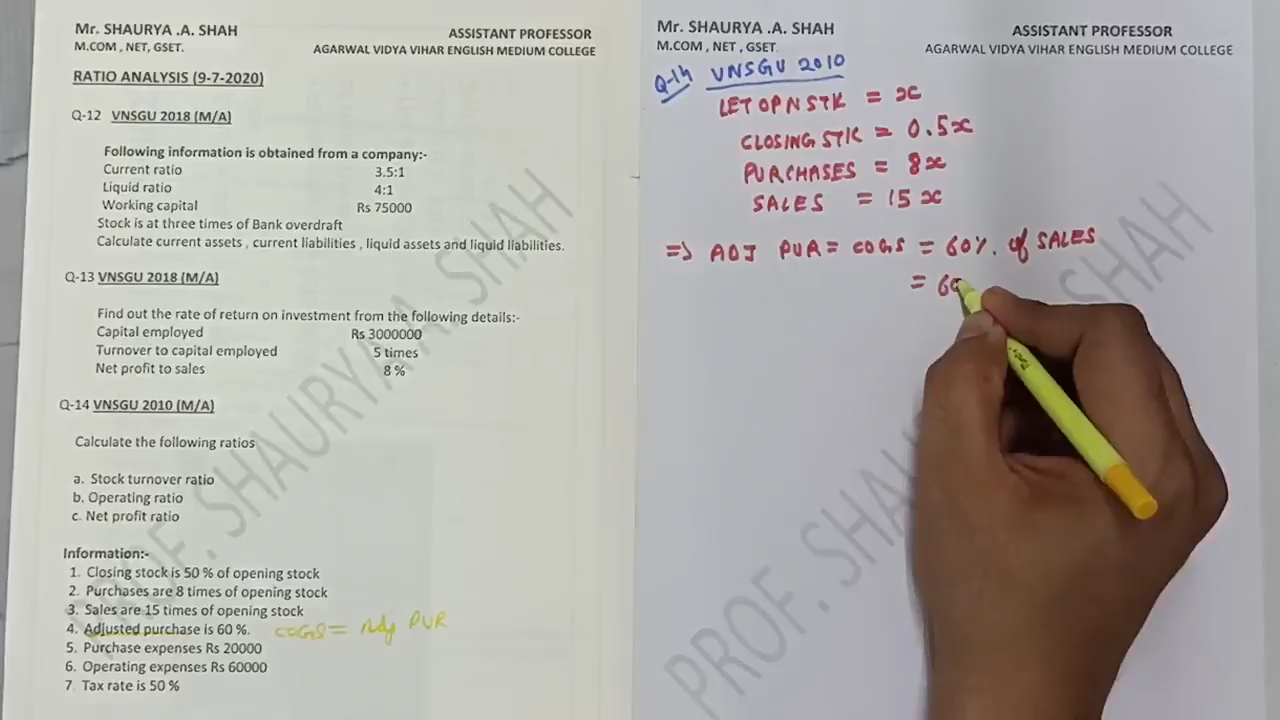 Mr. SHAURYA .A. SHAH
M.COM , NET, GSET.
ASSISTANT PROFESSOR
AGARWAL VIDYA VIHAR ENGLISH MEDIUM COLLEGE
RATIO ANALYSIS (9-7-2020)
Q-12 VNSGU 2018 (M/A)
Following information is obtained from a company:-
Current ratio 3.5:1
Liquid ratio 4:1
Working capital Rs 75000
Stock is at three times of Bank overdraft
Calculate current assets , current liabilities , liquid assets and liquid liabilities.
Q-13 VNSGU 2018 (M/A)
Find out the rate of return on investment from the following details:-
Capital employed Rs 3000000
Turnover to capital employed 5 times
Net profit to sales 8 %
Q-14 VNSGU 2010 (M/A)
Calculate the following ratios
a. Stock turnover ratio
b. Operating ratio
c. Net profit ratio
Information:-
1. Closing stock is 50 % of opening stock
2. Purchases are 8 times of opening stock
3. Sales are 15 times of opening stock
4. Adjusted purchase is 60 %. COGS = Adj PUR
5. Purchase expenses Rs 20000
6. Operating expenses Rs 60000
7. Tax rate is 50 %
PROF. SHAURYA A. SHAH
Mr. SHAURYA .A. SHAH
M.COM , NET , GSET.
ASSISTANT PROFESSOR
AGARWAL VIDYA VIHAR ENGLISH MEDIUM COLLEGE
Q-14 VNSGU 2010
LET OPN STK = x
CLOSING STK = 0.5x
PURCHASES = 8x
SALES = 15x
=> ADJ PUR = COGS = 60% of SALES
= 60
PROF. SHA
SHAH